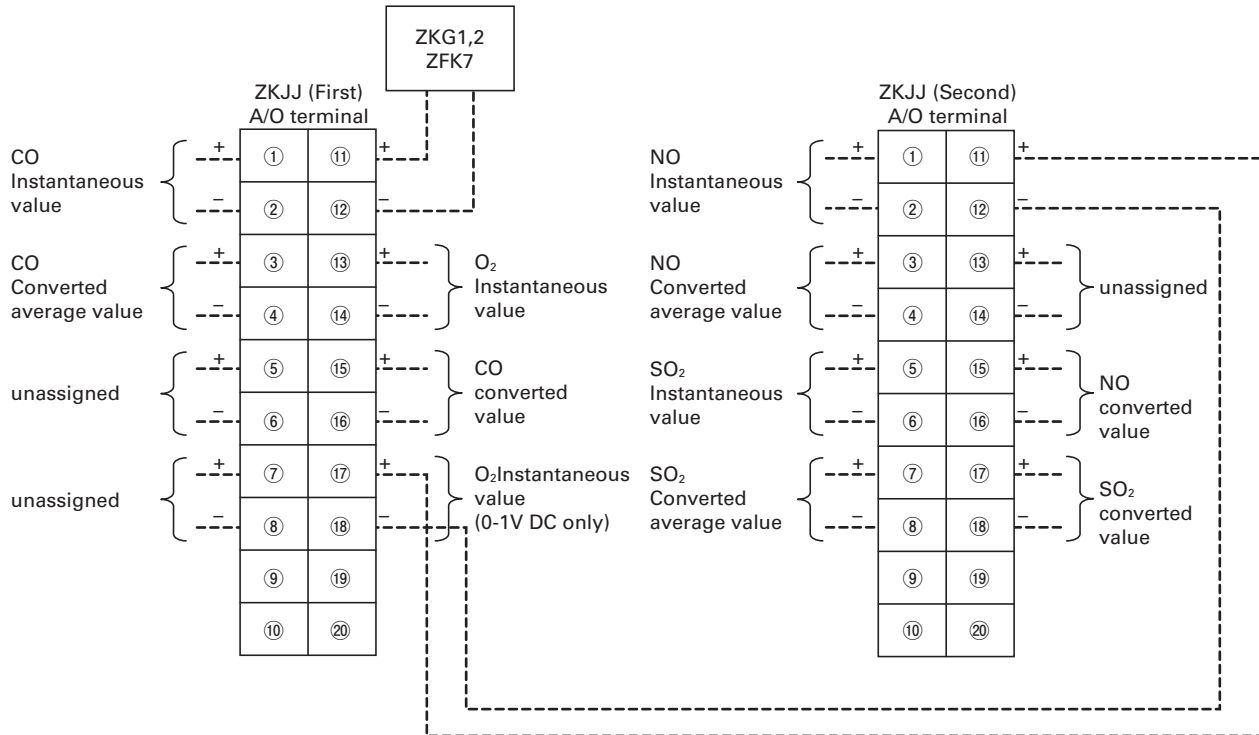 ZKG1,2
ZFK7
ZKJJ (First)
A/O terminal
CO
Instantaneous
value
+
−
CO
Converted
average value
+
−
unassigned
+
−
unassigned
+
−
① ⑪
② ⑫
③ ⑬
④ ⑭
⑤ ⑮
⑥ ⑯
⑦ ⑰
⑧ ⑱
⑨ ⑲
⑩ ⑳
+
−
+
−
O₂
Instantaneous
value
+
−
CO
converted
value
+
−
O₂Instantaneous
value
(0-1V DC only)
ZKJJ (Second)
A/O terminal
NO
Instantaneous
value
+
−
NO
Converted
average value
+
−
SO₂
Instantaneous
value
+
−
SO₂
Converted
average value
+
−
① ⑪
② ⑫
③ ⑬
④ ⑭
⑤ ⑮
⑥ ⑯
⑦ ⑰
⑧ ⑱
⑨ ⑲
⑩ ⑳
+
−
+
−
unassigned
+
−
NO
converted
value
+
−
SO₂
converted
value